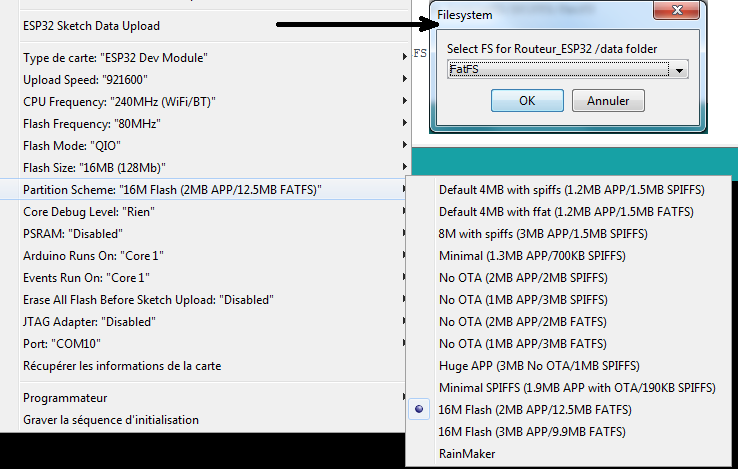 ESP32 Sketch Data Upload
Type de carte: "ESP32 Dev Module"
Upload Speed: "921600"
CPU Frequency: "240MHz (WiFi/BT)"
Flash Frequency: "80MHz"
Flash Mode: "QIO"
Flash Size: "16MB (128Mb)"
Partition Scheme: "16M Flash (2MB APP/12.5MB FATFS)"
Core Debug Level: "Rien"
PSRAM: "Disabled"
Arduino Runs On: "Core 1"
Events Run On: "Core 1"
Erase All Flash Before Sketch Upload: "Disabled"
JTAG Adapter: "Disabled"
Port: "COM10"
Récupérer les informations de la carte
Programmateur
Graver la séquence d'initialisation
FS
Filesystem
Select FS for Routeur_ESP32 /data folder
FatFS
OK
Annuler
Default 4MB with spiffs (1.2MB APP/1.5MB SPIFFS)
Default 4MB with ffat (1.2MB APP/1.5MB FATFS)
8M with spiffs (3MB APP/1.5MB SPIFFS)
Minimal (1.3MB APP/700KB SPIFFS)
No OTA (2MB APP/2MB SPIFFS)
No OTA (1MB APP/3MB SPIFFS)
No OTA (2MB APP/2MB FATFS)
No OTA (1MB APP/3MB FATFS)
Huge APP (3MB No OTA/1MB SPIFFS)
Minimal SPIFFS (1.9MB APP with OTA/190KB SPIFFS)
16M Flash (2MB APP/12.5MB FATFS)
16M Flash (3MB APP/9.9MB FATFS)
RainMaker